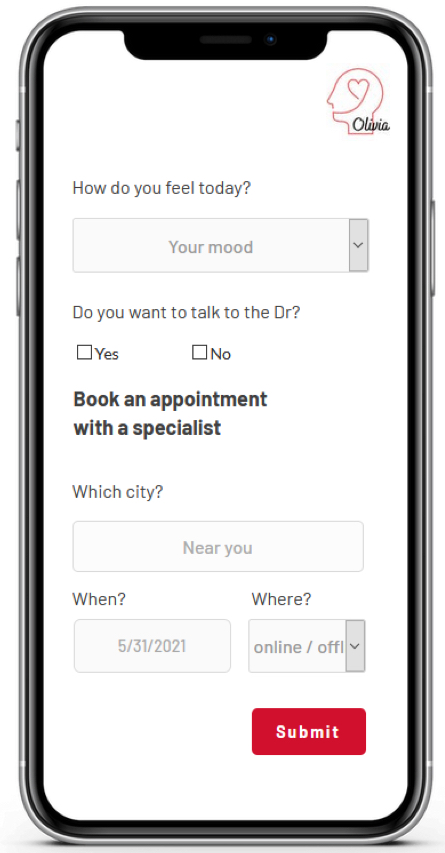 Olivia
How do you feel today?
Your mood
Do you want to talk to the Dr?
Yes No
Book an appointment
with a specialist
Which city?
Near you
When? Where?
5/31/2021 online / offl
Submit